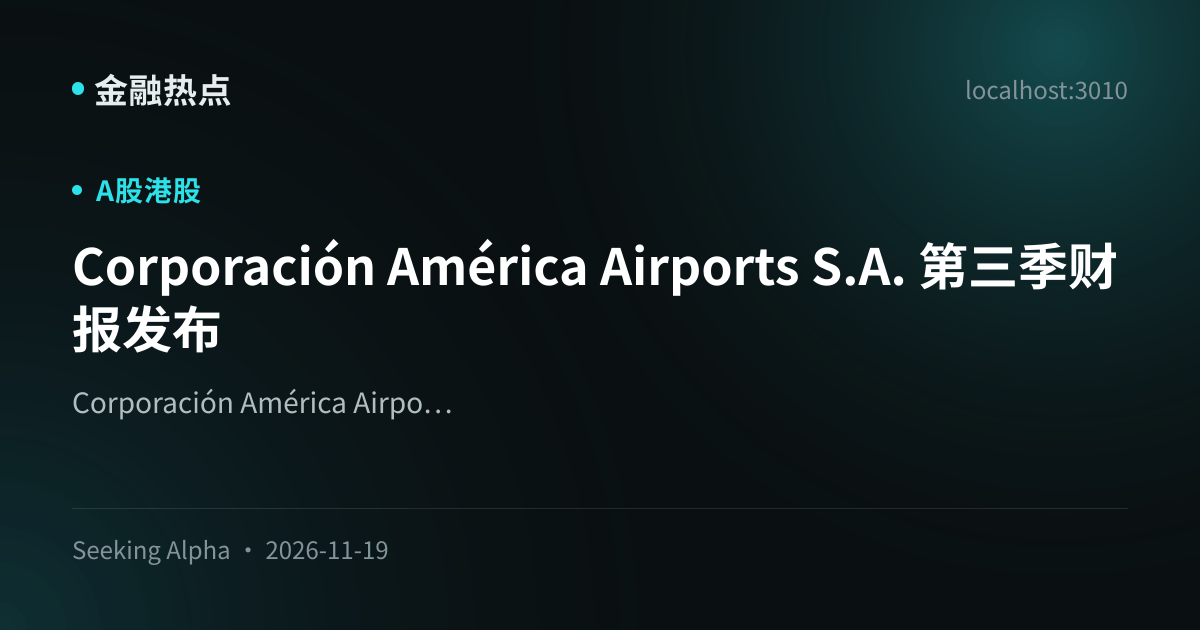 金融热点
localhost:3010
A股港股
Corporación América Airports S.A. 第三季财
报发布
Corporación América Airpo…
Seeking Alpha • 2026-11-19